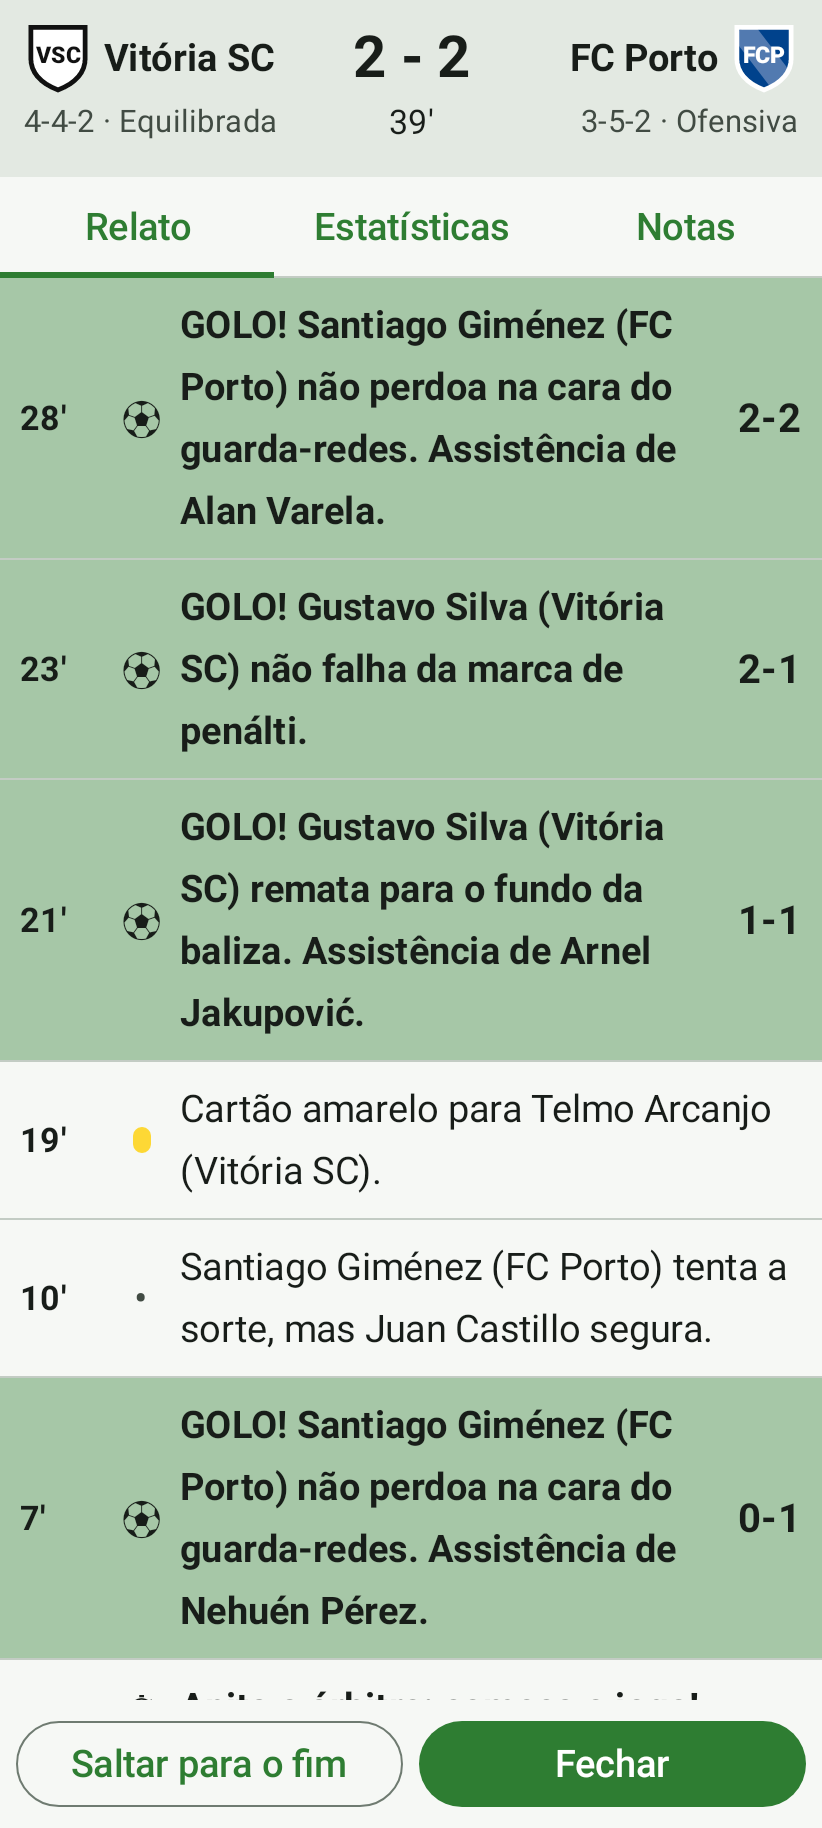 VSC Vitória SC 2 - 2 FC Porto FCP
4-4-2 · Equilibrada 39' 3-5-2 · Ofensiva
Relato Estatísticas Notas
GOLO! Santiago Giménez (FC
Porto) não perdoa na cara do
28' guarda-redes. Assistência de 2-2
Alan Varela.
GOLO! Gustavo Silva (Vitória
23' SC) não falha da marca de 2-1
penálti.
GOLO! Gustavo Silva (Vitória
SC) remata para o fundo da
21' baliza. Assistência de Arnel 1-1
Jakupović.
19' Cartão amarelo para Telmo Arcanjo
(Vitória SC).
10' Santiago Giménez (FC Porto) tenta a
sorte, mas Juan Castillo segura.
GOLO! Santiago Giménez (FC
Porto) não perdoa na cara do
7' guarda-redes. Assistência de 0-1
Nehuén Pérez.
Saltar para o fim Fechar